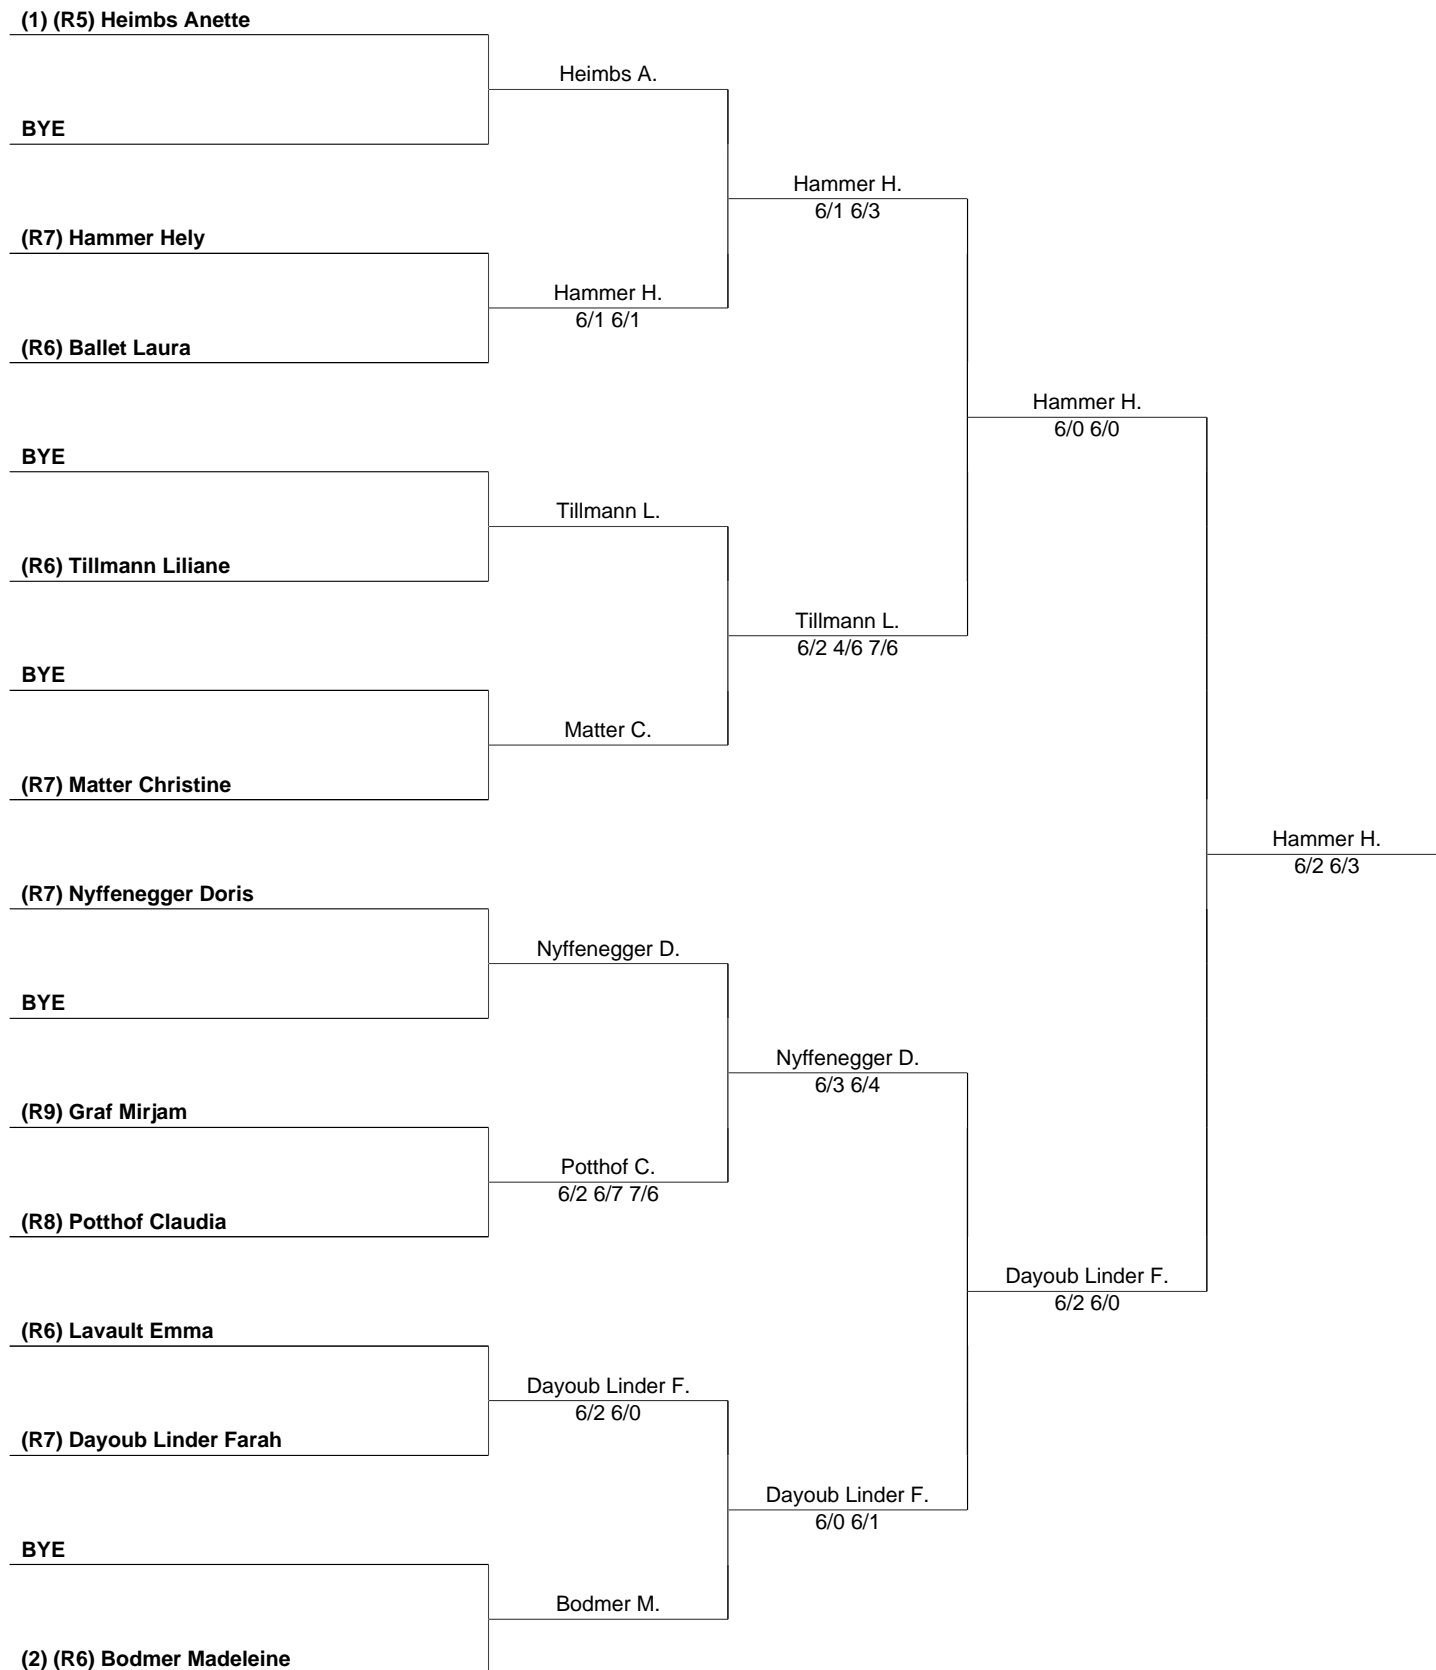 (1) (R5) Heimbs Anette
Heimbs A.
BYE
Hammer H.
6/1 6/3
(R7) Hammer Hely
Hammer H.
6/1 6/1
(R6) Ballet Laura
Hammer H.
6/0 6/0
BYE
Tillmann L.
(R6) Tillmann Liliane
Tillmann L.
6/2 4/6 7/6
BYE
Matter C.
(R7) Matter Christine
Hammer H.
6/2 6/3
(R7) Nyffenegger Doris
Nyffenegger D.
BYE
Nyffenegger D.
6/3 6/4
(R9) Graf Mirjam
Potthof C.
6/2 6/7 7/6
(R8) Potthof Claudia
Dayoub Linder F.
6/2 6/0
(R6) Lavault Emma
Dayoub Linder F.
6/2 6/0
(R7) Dayoub Linder Farah
Dayoub Linder F.
6/0 6/1
BYE
Bodmer M.
(2) (R6) Bodmer Madeleine